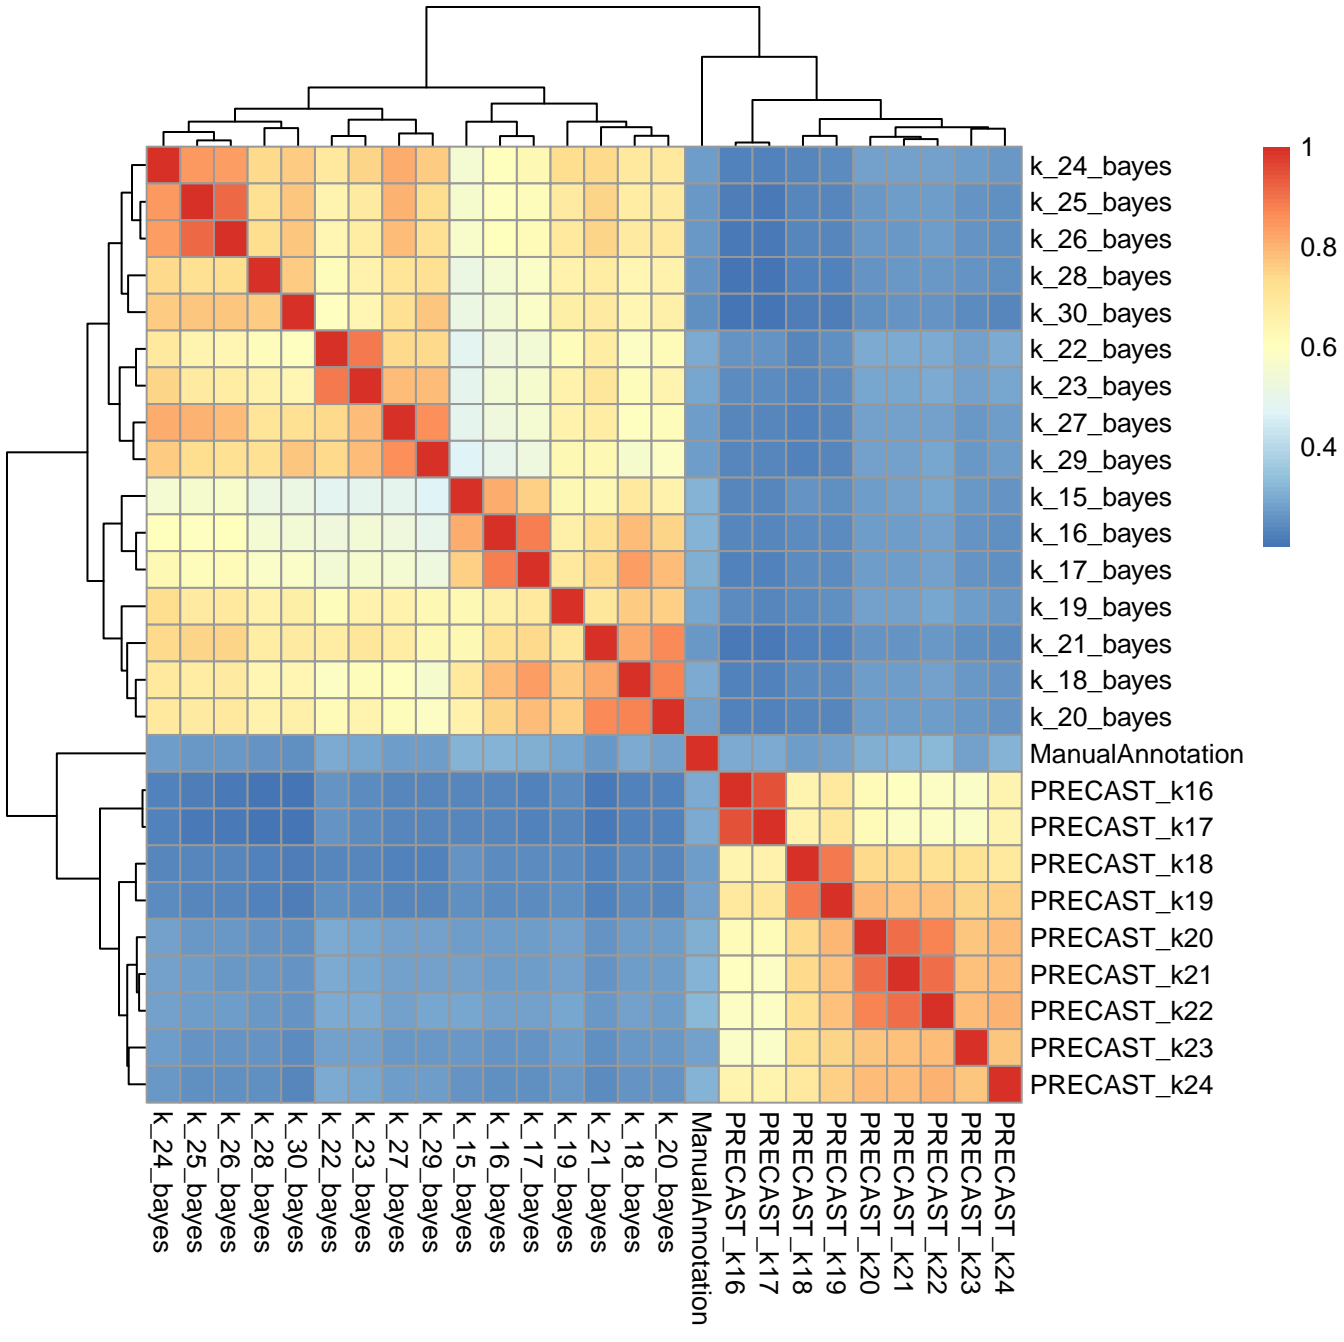 k_24_bayes
k_25_bayes
k_26_bayes
k_28_bayes
k_30_bayes
k_22_bayes
k_23_bayes
k_27_bayes
k_29_bayes
k_15_bayes
k_16_bayes
k_17_bayes
k_19_bayes
k_21_bayes
k_18_bayes
k_20_bayes
ManualAnnotation
PRECAST_k16
PRECAST_k17
PRECAST_k18
PRECAST_k19
PRECAST_k20
PRECAST_k21
PRECAST_k22
PRECAST_k23
PRECAST_k24
1
0.8
0.6
0.4
k_24_bayes
k_25_bayes
k_26_bayes
k_28_bayes
k_30_bayes
k_22_bayes
k_23_bayes
k_27_bayes
k_29_bayes
k_15_bayes
k_16_bayes
k_17_bayes
k_19_bayes
k_21_bayes
k_18_bayes
k_20_bayes
ManualAnnotation
PRECAST_k16
PRECAST_k17
PRECAST_k18
PRECAST_k19
PRECAST_k20
PRECAST_k21
PRECAST_k22
PRECAST_k23
PRECAST_k24